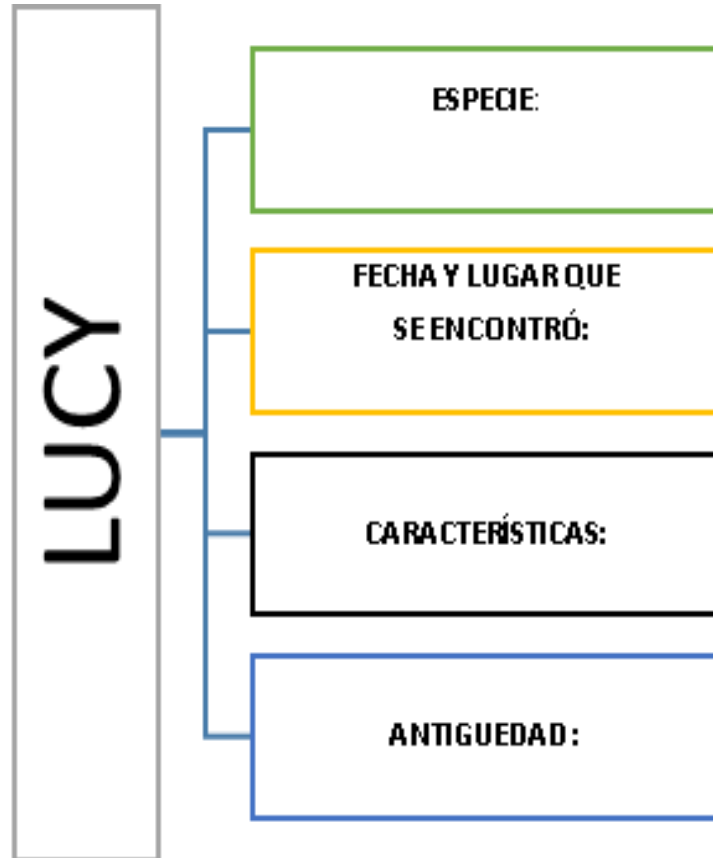 LUCY
ESPECIE:
FECHA Y LUGAR QUE
SE ENCONTRÓ:
CARACTERÍSTICAS:
ANTIGUEDAD :